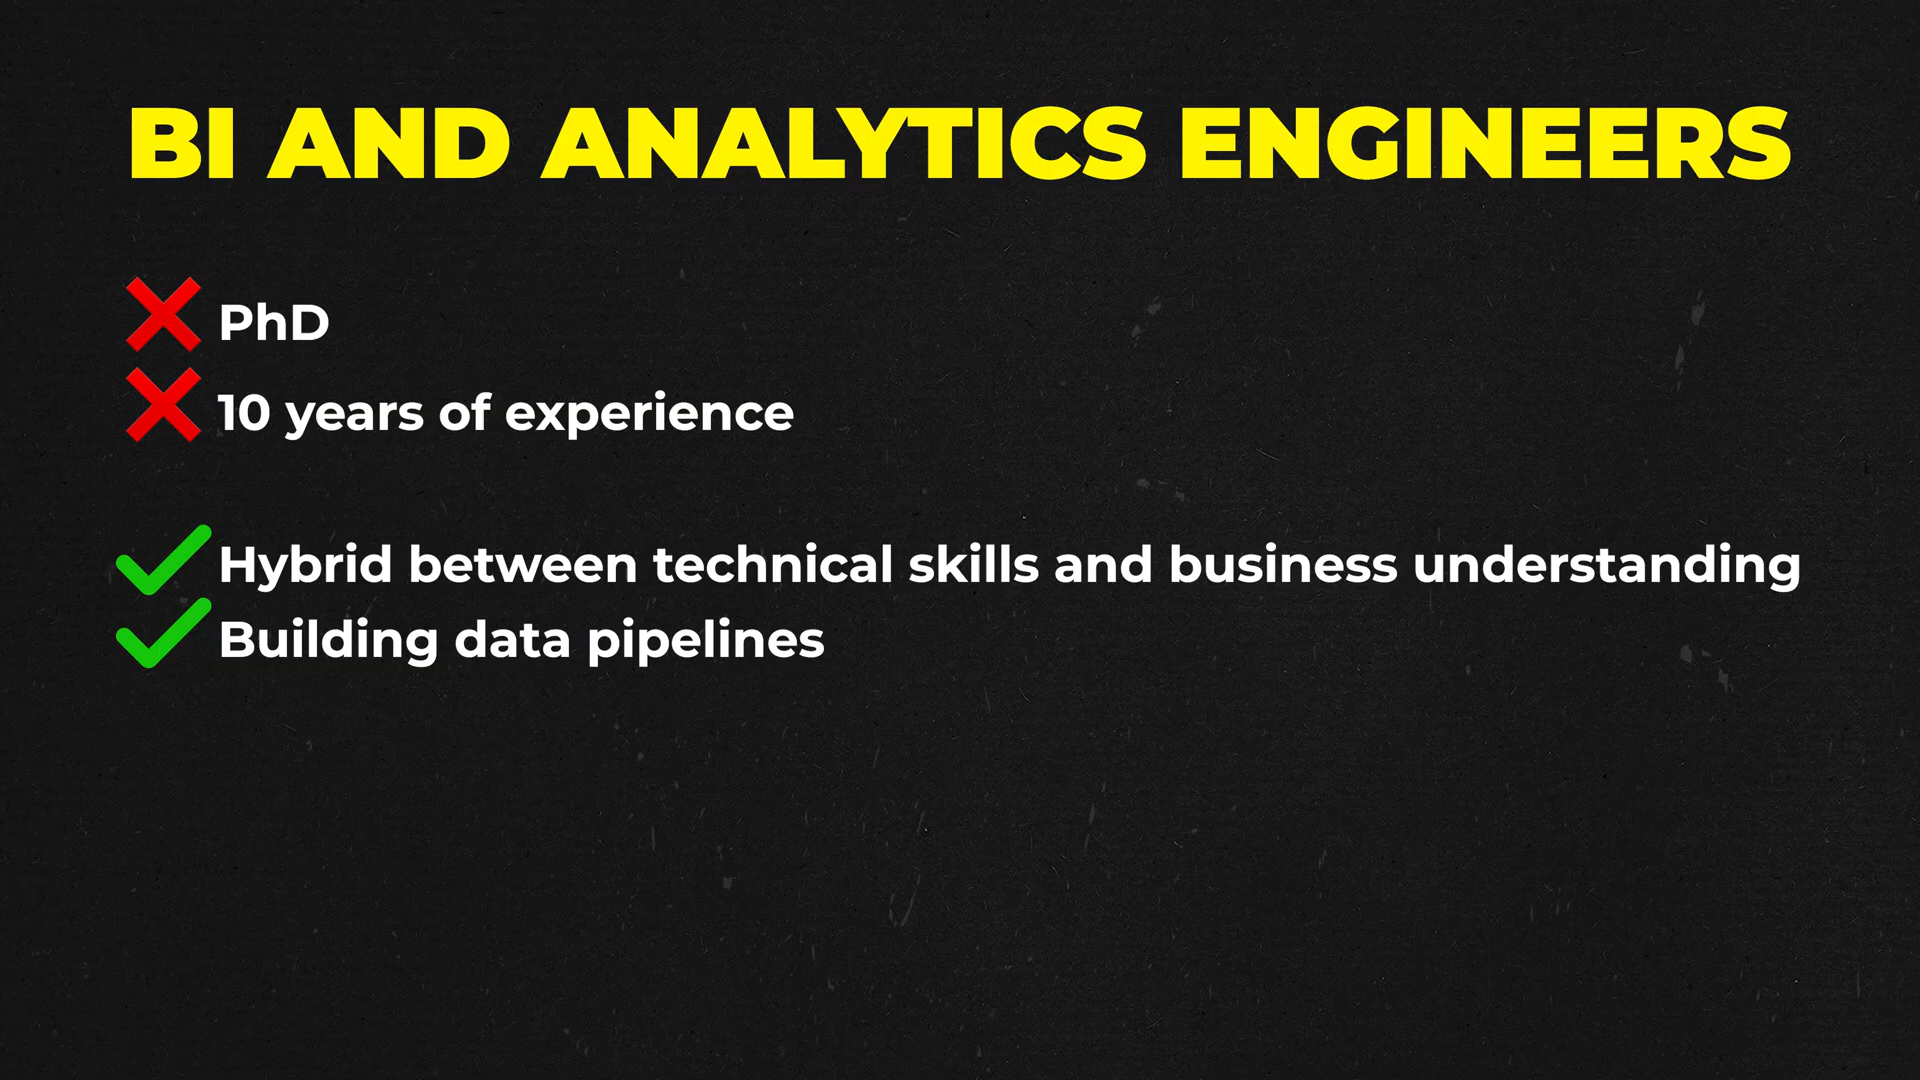 BI AND ANALYTICS ENGINEERS
PhD
10 years of experience
Hybrid between technical skills and business understanding
Building data pipelines